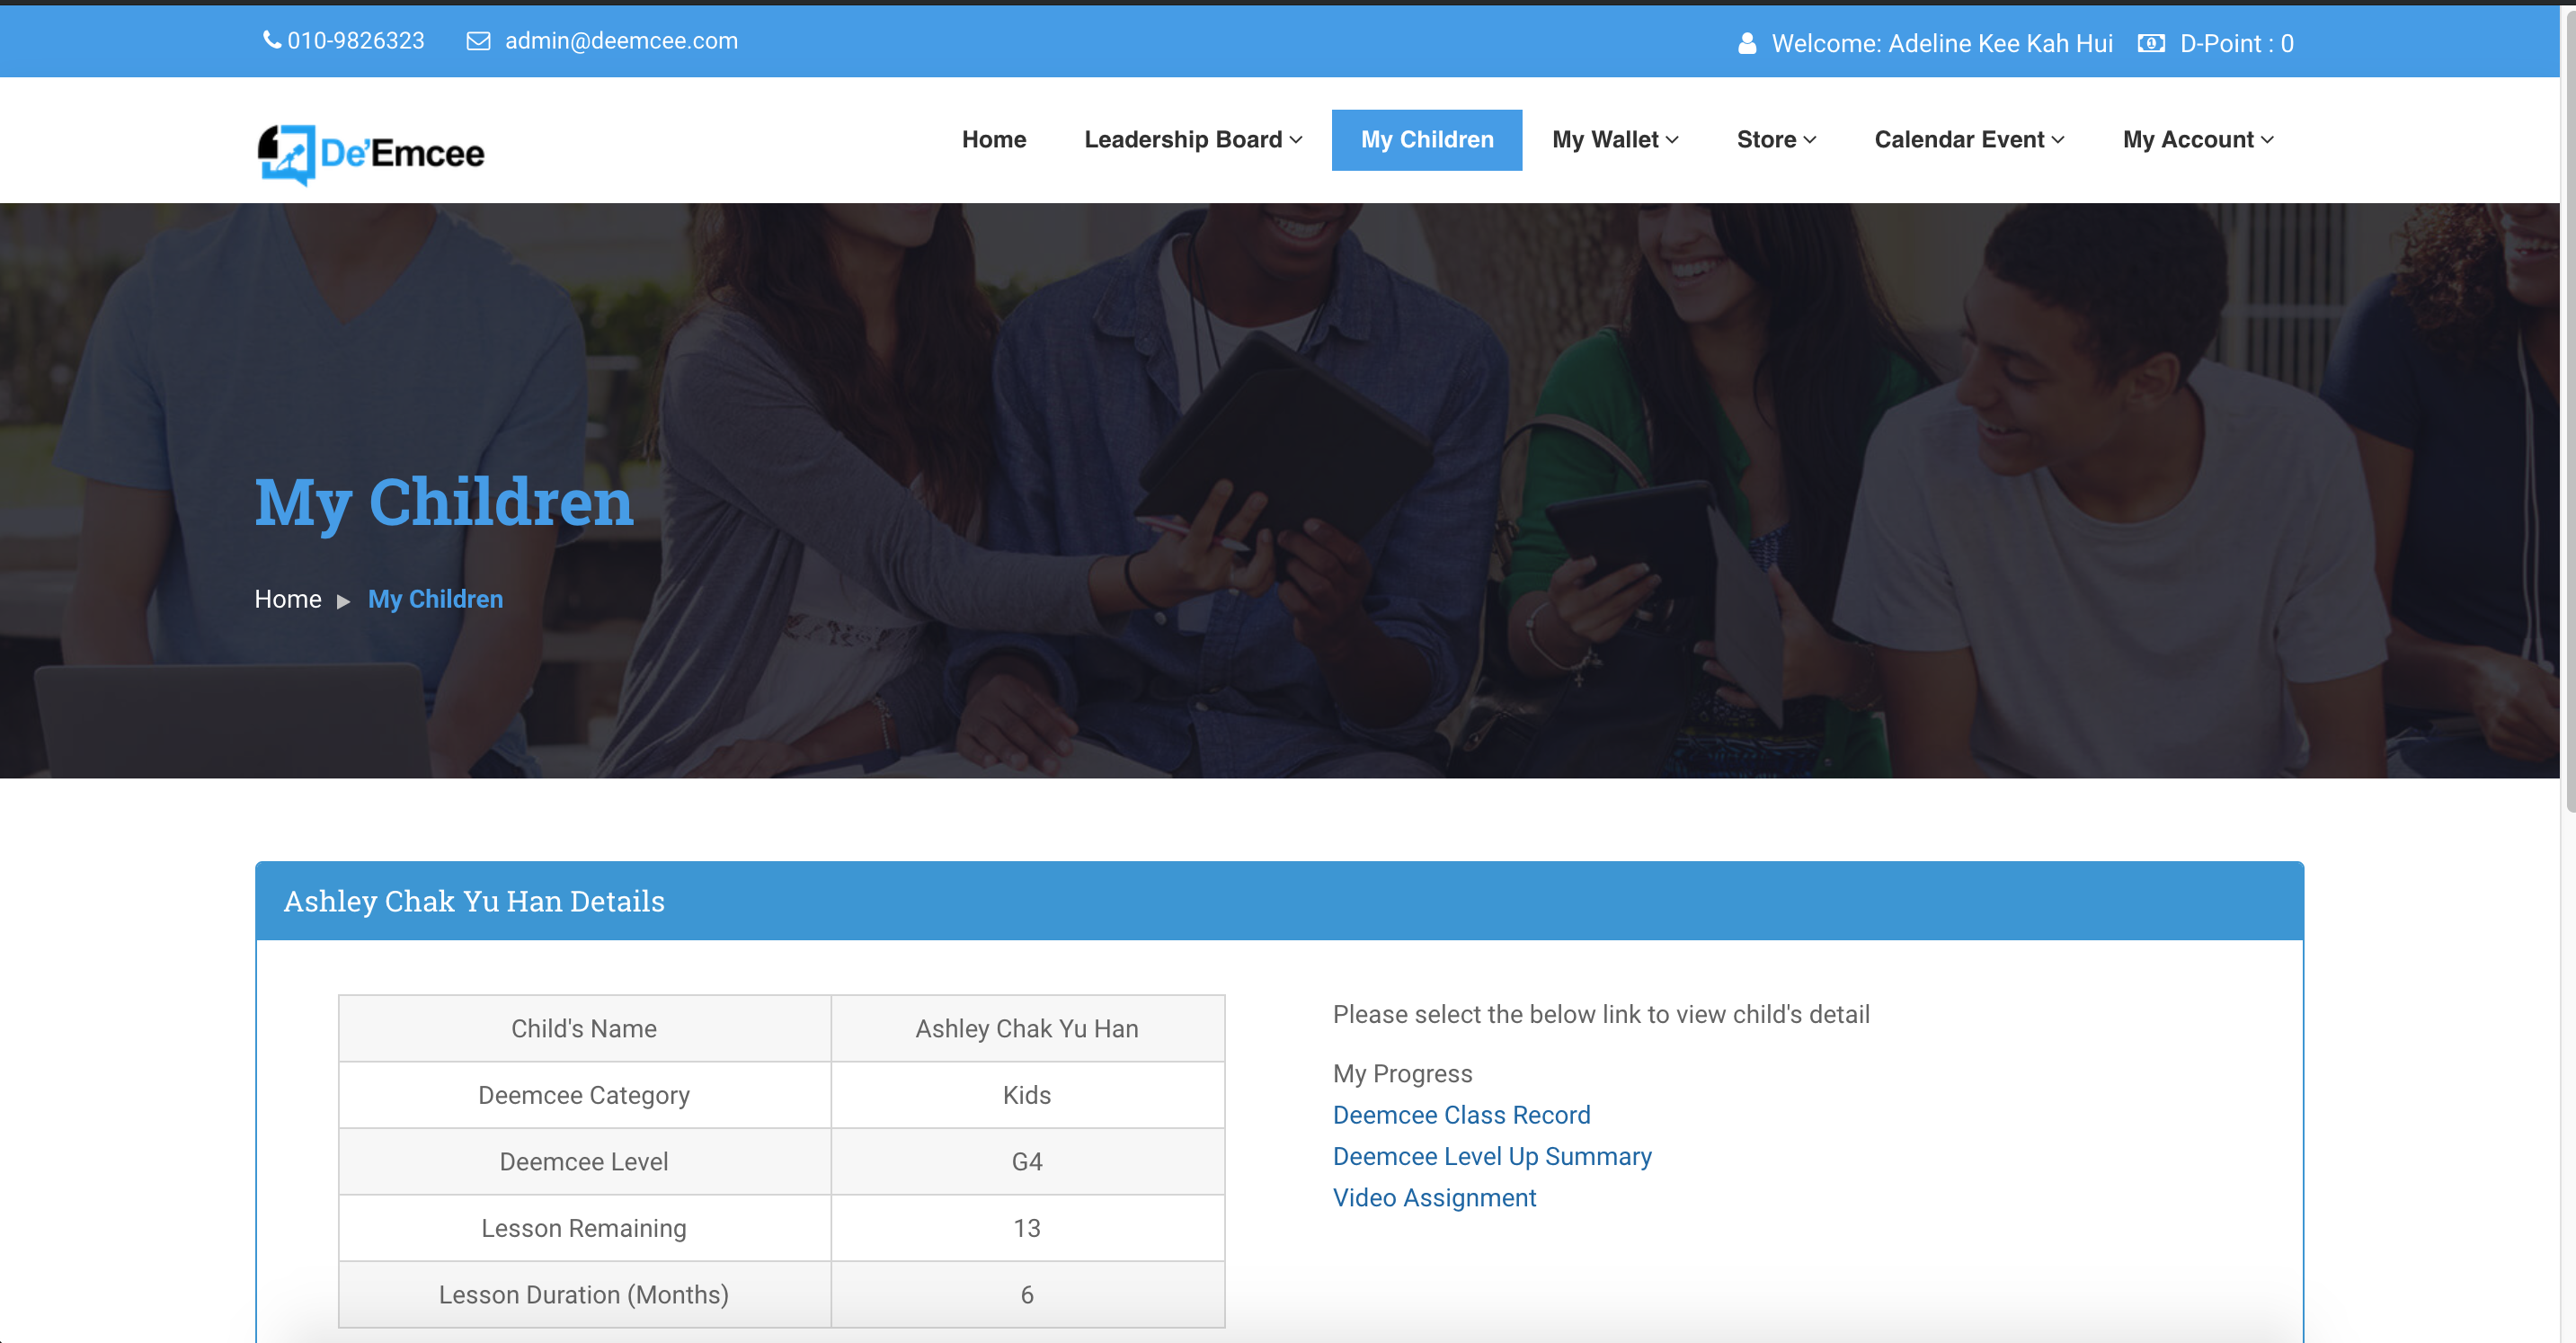 010-9826323 admin@deemcee.com Welcome: Adeline Kee Kah Hui D-Point : 0
De'Emcee Home Leadership Board My Children My Wallet Store Calendar Event My Account
My Children
Home ▶ My Children
Ashley Chak Yu Han Details
Child's Name Ashley Chak Yu Han
Deemcee Category Kids
Deemcee Level G4
Lesson Remaining 13
Lesson Duration (Months) 6
Please select the below link to view child's detail
My Progress
Deemcee Class Record
Deemcee Level Up Summary
Video Assignment